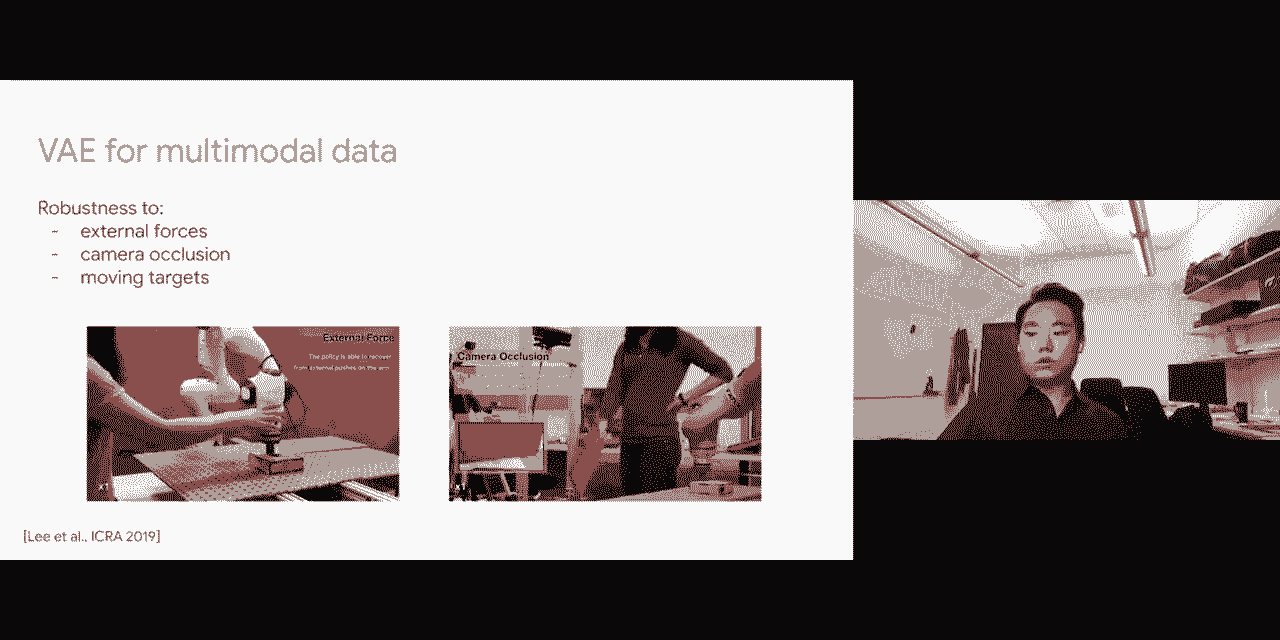 VAE for multimodal data
Robustness to:
- external forces
- camera occlusion
- moving targets
External Force
The policy is able to recover
from external pushes on the arm
Camera Occlusion
[Lee et al., ICRA 2019]